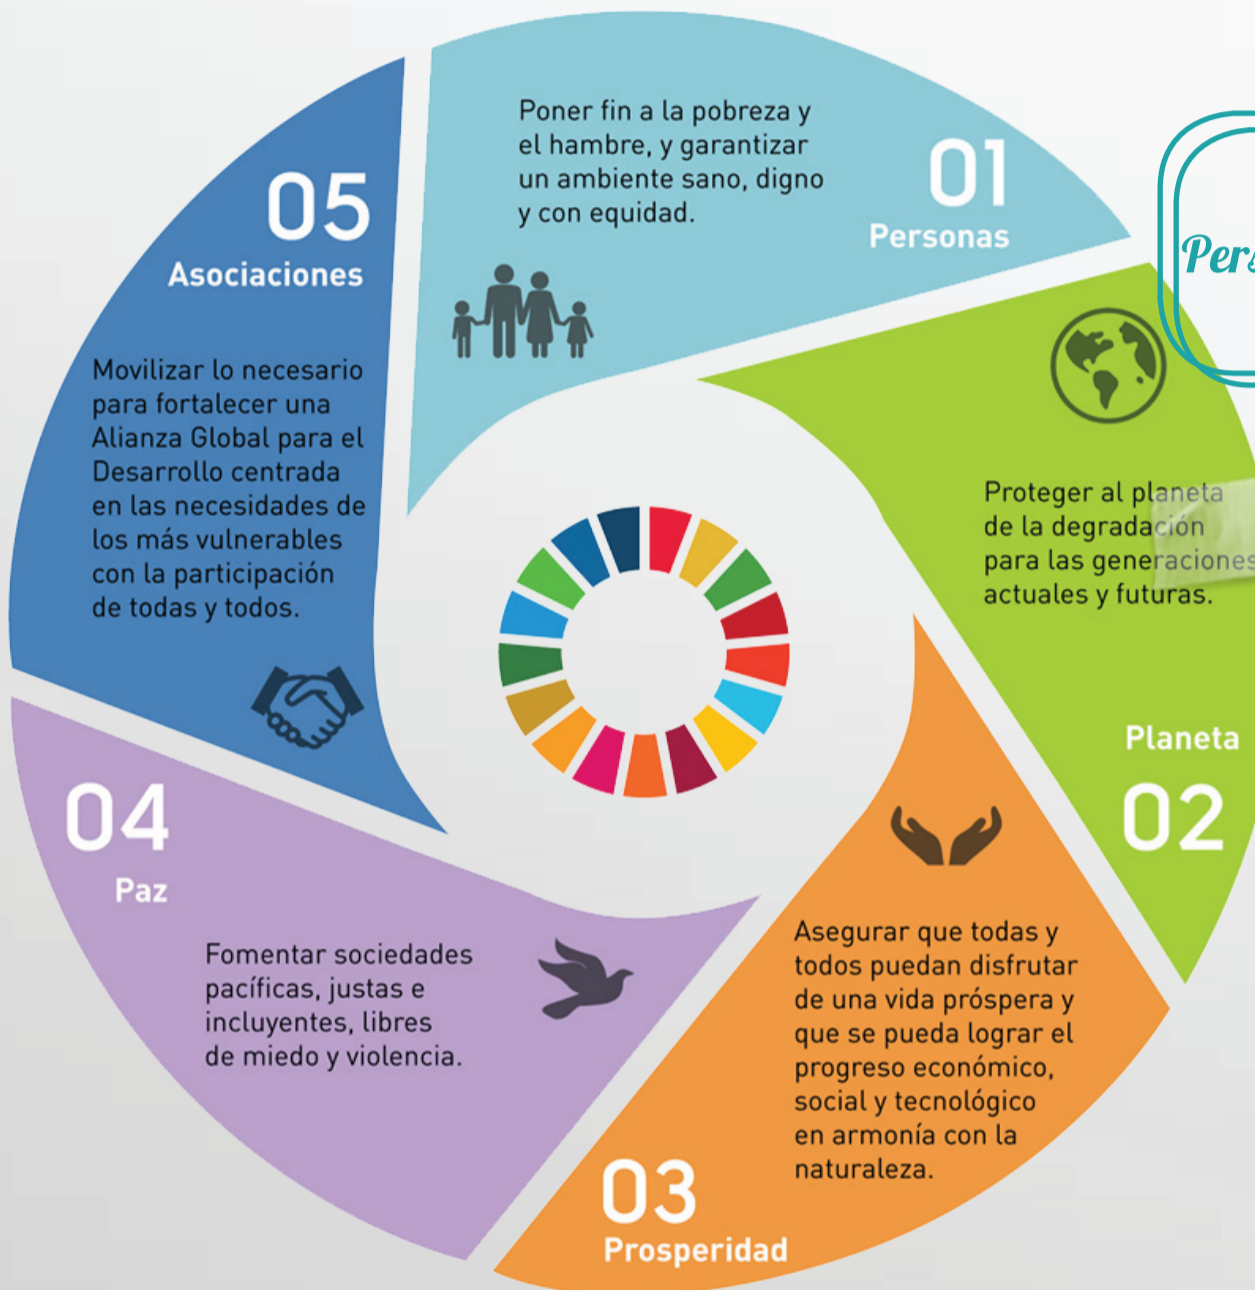 Poner fin a la pobreza y
el hambre, y garantizar
un ambiente sano, digno
y con equidad.
01
Personas
Proteger al planeta
de la degradación
para las generaciones
actuales y futuras.
Planeta
02
Asegurar que todas y
todos puedan disfrutar
de una vida próspera y
que se pueda lograr el
progreso económico,
social y tecnológico
en armonía con la
naturaleza.
03
Prosperidad
04
Paz
Fomentar sociedades
pacíficas, justas e
incluyentes, libres
de miedo y violencia.
05
Asociaciones
Movilizar lo necesario
para fortalecer una
Alianza Global para el
Desarrollo centrada
en las necesidades de
los más vulnerables
con la participación
de todas y todos.